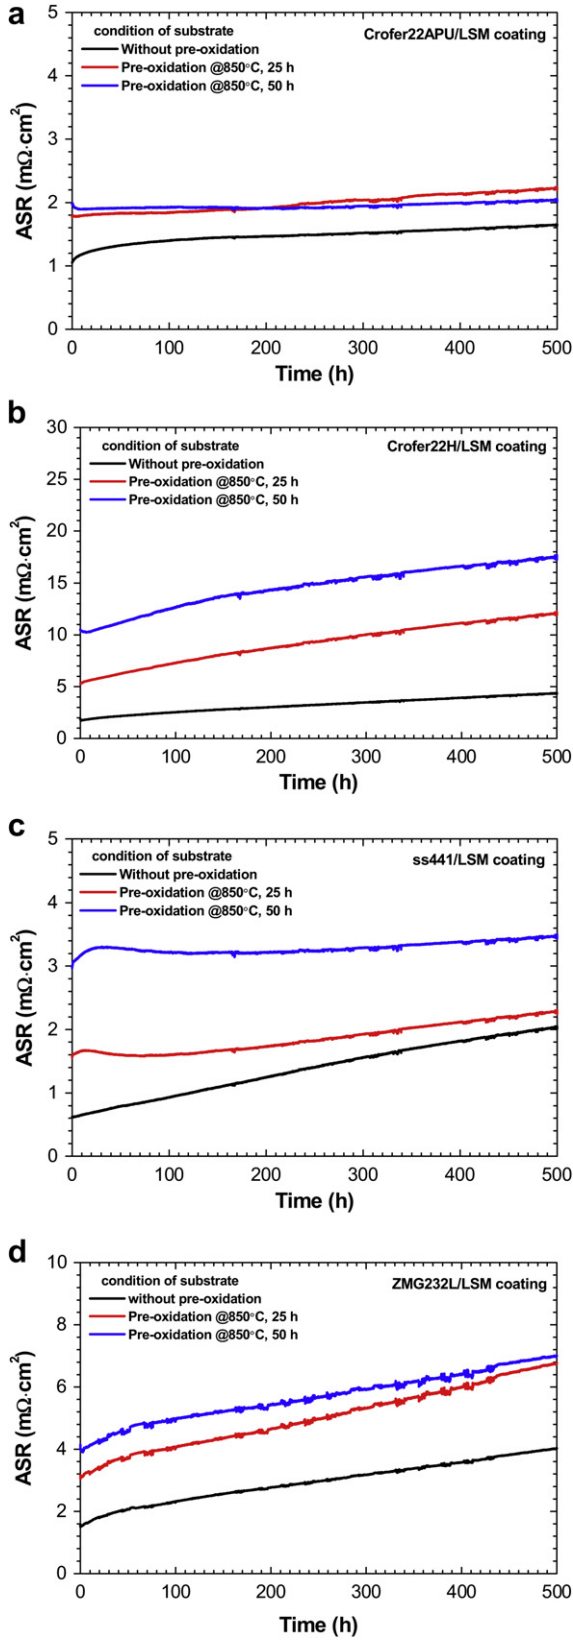 a
condition of substrate
Crofer22APU/LSM coating
Without pre-oxidation
Pre-oxidation @850°C, 25 h
Pre-oxidation @850°C, 50 h
ASR (mΩ·cm²)
5
4
3
2
1
0
0 100 200 300 400 500
Time (h)
b
condition of substrate
Crofer22H/LSM coating
Without pre-oxidation
Pre-oxidation @850°C, 25 h
Pre-oxidation @850°C, 50 h
ASR (mΩ·cm²)
30
25
20
15
10
5
0
0 100 200 300 400 500
Time (h)
c
condition of substrate
ss441/LSM coating
Without pre-oxidation
Pre-oxidation @850°C, 25 h
Pre-oxidation @850°C, 50 h
ASR (mΩ·cm²)
5
4
3
2
1
0
0 100 200 300 400 500
Time (h)
d
condition of substrate
ZMG232L/LSM coating
without pre-oxidation
Pre-oxidation @850°C, 25 h
Pre-oxidation @850°C, 50 h
ASR (mΩ·cm²)
10
8
6
4
2
0
0 100 200 300 400 500
Time (h)